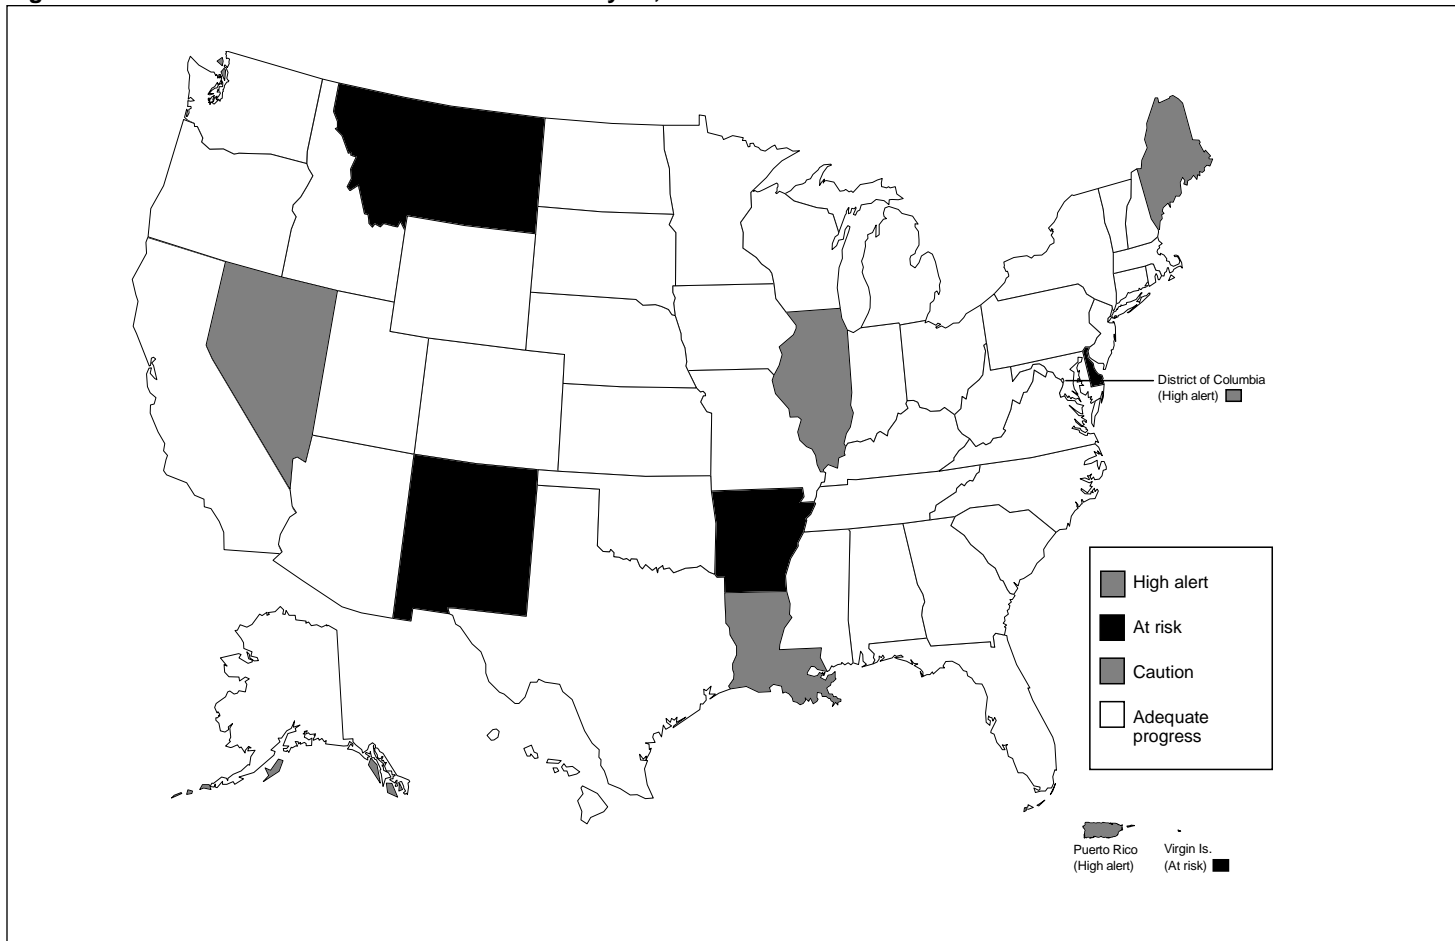 District of Columbia
(High alert)
High alert
At risk
Caution
Adequate
progress
Puerto Rico
(High alert)
Virgin Is.
(At risk)